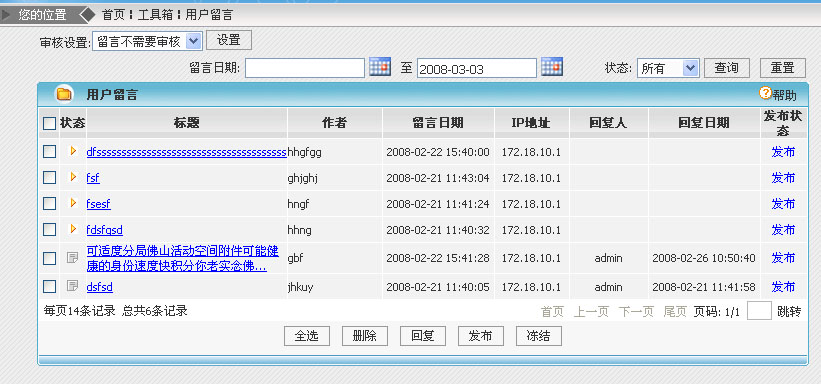 您的位置 首页 工具箱 用户留言
审核设置: 留言不需要审核 设置
留言日期: 至 2008-03-03 状态: 所有 查询 重置
用户留言 帮助
状态 标题 作者 留言日期 IP地址 回复人 回复日期 发布状态
dfsssssssssssssssssssssssssssssssssssssss hhgfgg 2008-02-22 15:40:00 172.18.10.1 发布
fsf ghjghj 2008-02-21 11:43:04 172.18.10.1 发布
fsesf hngf 2008-02-21 11:41:24 172.18.10.1 发布
fdsfgsd hhng 2008-02-21 11:40:32 172.18.10.1 发布
可适度分局佛山活动空间附件可能健
康的身份速度快积分你老实念佛... gbf 2008-02-22 15:41:28 172.18.10.1 admin 2008-02-26 10:50:40 发布
dsfsd jhkuy 2008-02-21 11:40:05 172.18.10.1 admin 2008-02-21 11:41:58 发布
每页14条记录 总共6条记录 首页 上一页 下一页 尾页 页码: 1/1 跳转
全选 删除 回复 发布 冻结